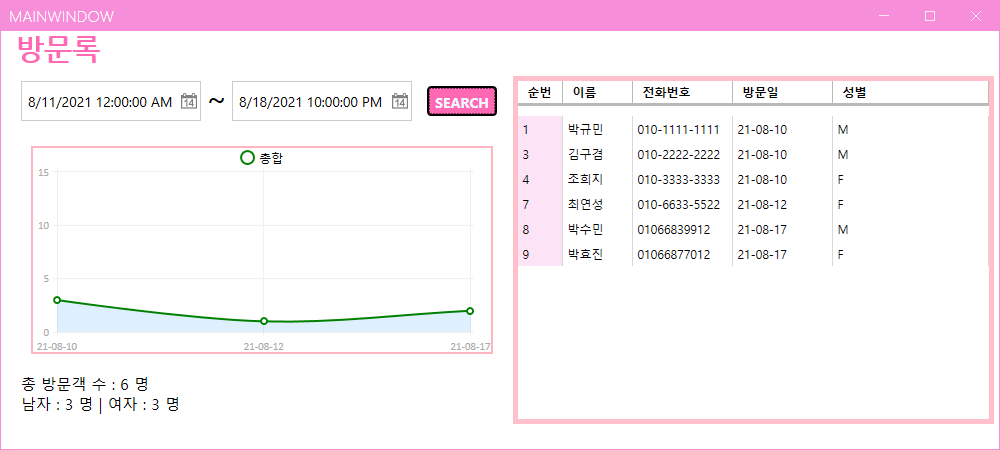 MAINWINDOW
방문록
8/11/2021 12:00:00 AM 14 ~ 8/18/2021 10:00:00 PM 14 SEARCH
총합
15
10
5
0
21-08-10 21-08-12 21-08-17
총 방문객 수 : 6 명
남자 : 3 명 | 여자 : 3 명
순번 이름 전화번호 방문일 성별
1 박규민 010-1111-1111 21-08-10 M
3 김구겸 010-2222-2222 21-08-10 M
4 조희지 010-3333-3333 21-08-10 F
7 최연성 010-6633-5522 21-08-12 F
8 박수민 01066839912 21-08-17 M
9 박효진 01066877012 21-08-17 F